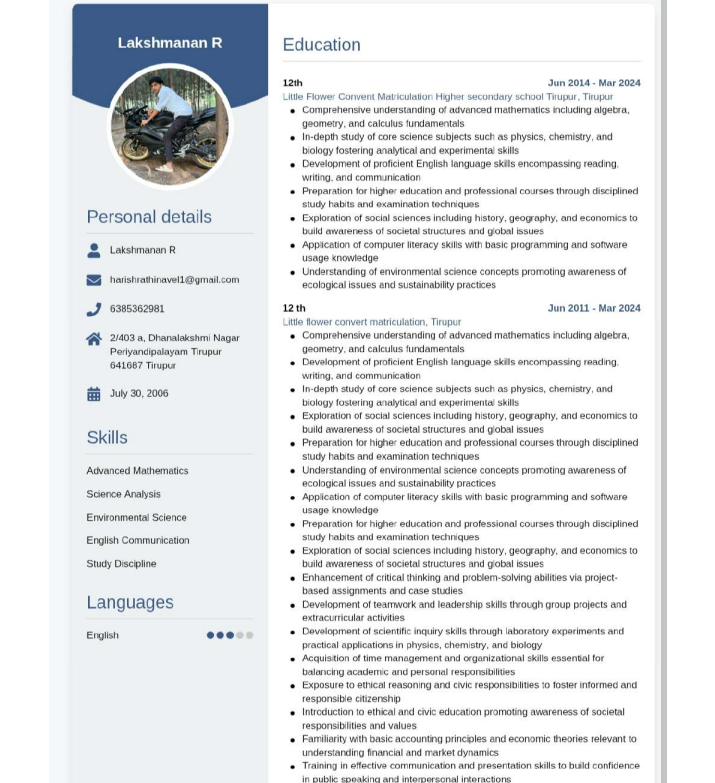 Lakshmanan R
Personal details
Lakshmanan R
harishrathinavel1@gmail.com
6385362981
2/403 a, Dhanalakshmi Nagar
Periyandipalayam Tirupur
641687 Tirupur
July 30, 2006
Skills
Advanced Mathematics
Science Analysis
Environmental Science
English Communication
Study Discipline
Languages
English
Education
12th Jun 2014 - Mar 2024
Little Flower Convent Matriculation Higher secondary school Tirupur, Tirupur
● Comprehensive understanding of advanced mathematics including algebra,
geometry, and calculus fundamentals
● In-depth study of core science subjects such as physics, chemistry, and
biology fostering analytical and experimental skills
● Development of proficient English language skills encompassing reading,
writing, and communication
● Preparation for higher education and professional courses through disciplined
study habits and examination techniques
● Exploration of social sciences including history, geography, and economics to
build awareness of societal structures and global issues
● Application of computer literacy skills with basic programming and software
usage knowledge
● Understanding of environmental science concepts promoting awareness of
ecological issues and sustainability practices
12 th Jun 2011 - Mar 2024
Little flower convert matriculation, Tirupur
● Comprehensive understanding of advanced mathematics including algebra,
geometry, and calculus fundamentals
● Development of proficient English language skills encompassing reading,
writing, and communication
● In-depth study of core science subjects such as physics, chemistry, and
biology fostering analytical and experimental skills
● Exploration of social sciences including history, geography, and economics to
build awareness of societal structures and global issues
● Preparation for higher education and professional courses through disciplined
study habits and examination techniques
● Understanding of environmental science concepts promoting awareness of
ecological issues and sustainability practices
● Application of computer literacy skills with basic programming and software
usage knowledge
● Preparation for higher education and professional courses through disciplined
study habits and examination techniques
● Exploration of social sciences including history, geography, and economics to
build awareness of societal structures and global issues
● Enhancement of critical thinking and problem-solving abilities via project-
based assignments and case studies
● Development of teamwork and leadership skills through group projects and
extracurricular activities
● Development of scientific inquiry skills through laboratory experiments and
practical applications in physics, chemistry, and biology
● Acquisition of time management and organizational skills essential for
balancing academic and personal responsibilities
● Exposure to ethical reasoning and civic responsibilities to foster informed and
responsible citizenship
● Introduction to ethical and civic education promoting awareness of societal
responsibilities and values
● Familiarity with basic accounting principles and economic theories relevant to
understanding financial and market dynamics
● Training in effective communication and presentation skills to build confidence
in public speaking and interpersonal interactions